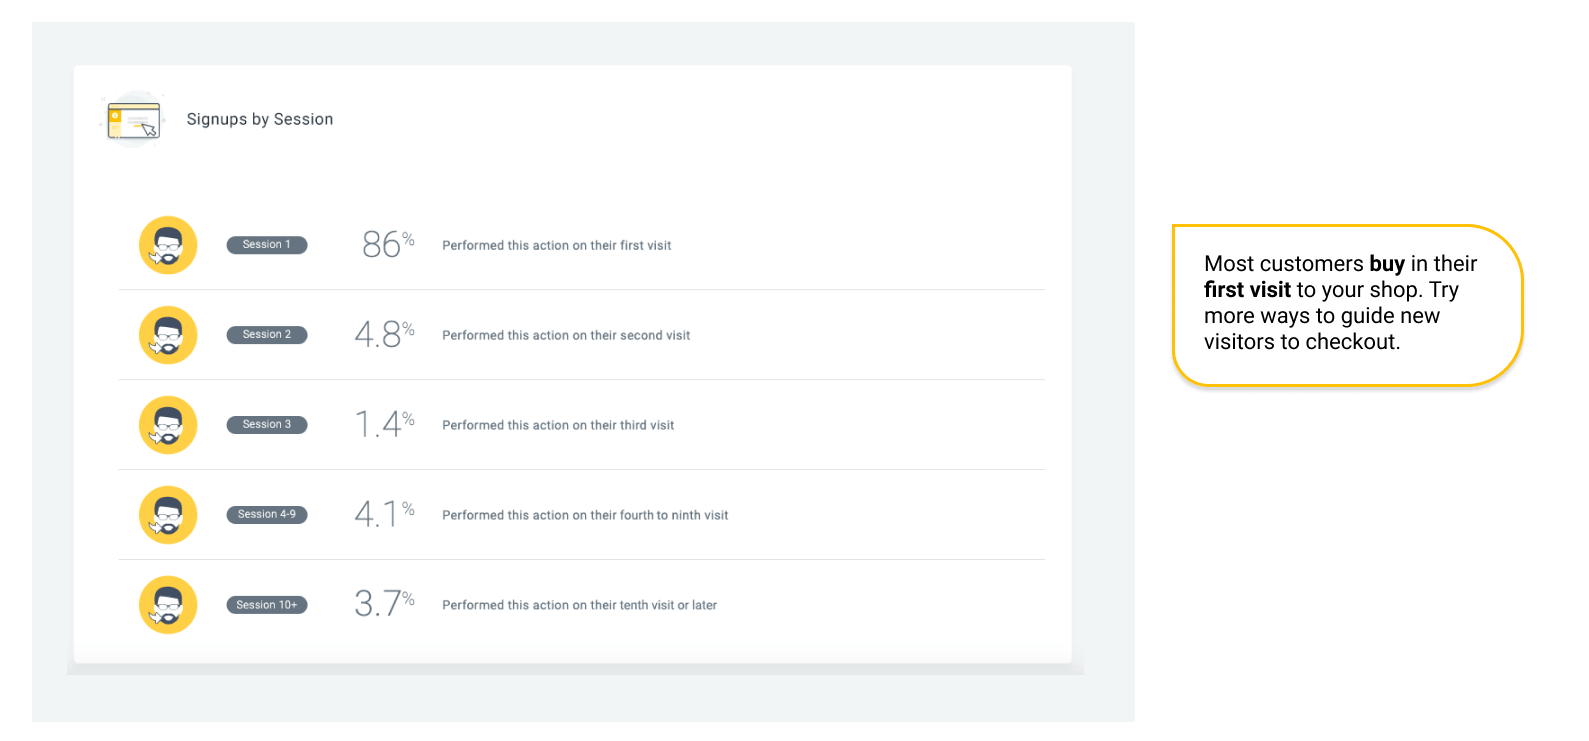 Signups by Session
Session 1 86% Performed this action on their first visit
Session 2 4.8% Performed this action on their second visit
Session 3 1.4% Performed this action on their third visit
Session 4-9 4.1% Performed this action on their fourth to ninth visit
Session 10+ 3.7% Performed this action on their tenth visit or later
Most customers buy in their
first visit to your shop. Try
more ways to guide new
visitors to checkout.